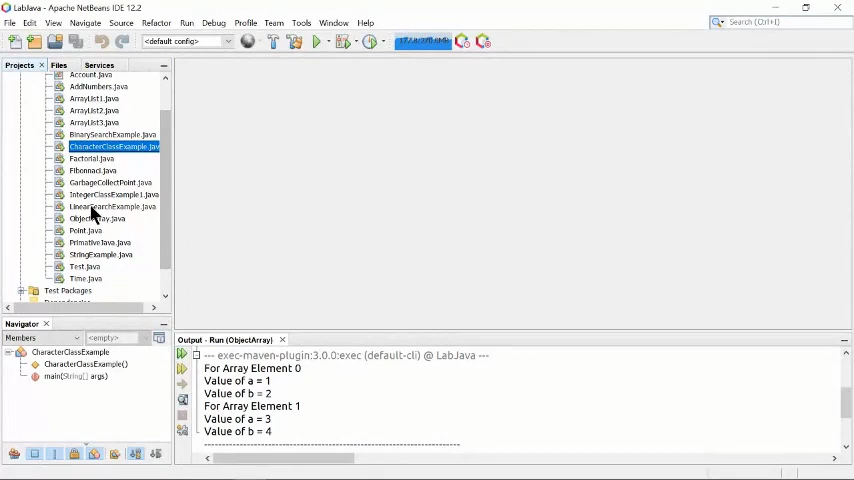 LabJava - Apache NetBeans IDE 12.2
File Edit View Navigate Source Refactor Run Debug Profile Team Tools Window Help
Search (Ctrl+I)
<default config>
Projects Files Services
Account.java
AddNumbers.java
ArrayList1.java
ArrayList2.java
ArrayList3.java
BinarySearchExample.java
CharacterClassExample.jav
Factorial.java
Fibonnaci.java
GarbageCollectPoint.java
IntegerClassExample1.java
LinearSearchExample.java
ObjectArray.java
Point.java
PrimativeJava.java
StringExample.java
Test.java
Time.java
Test Packages
Navigator
Members
<empty>
CharacterClassExample
CharacterClassExample()
main(String[] args)
Output - Run (ObjectArray)
--- exec-maven-plugin:3.0.0:exec (default-cli) @ LabJava ---
For Array Element 0
Value of a = 1
Value of b = 2
For Array Element 1
Value of a = 3
Value of b = 4
------------------------------------------------------------------------